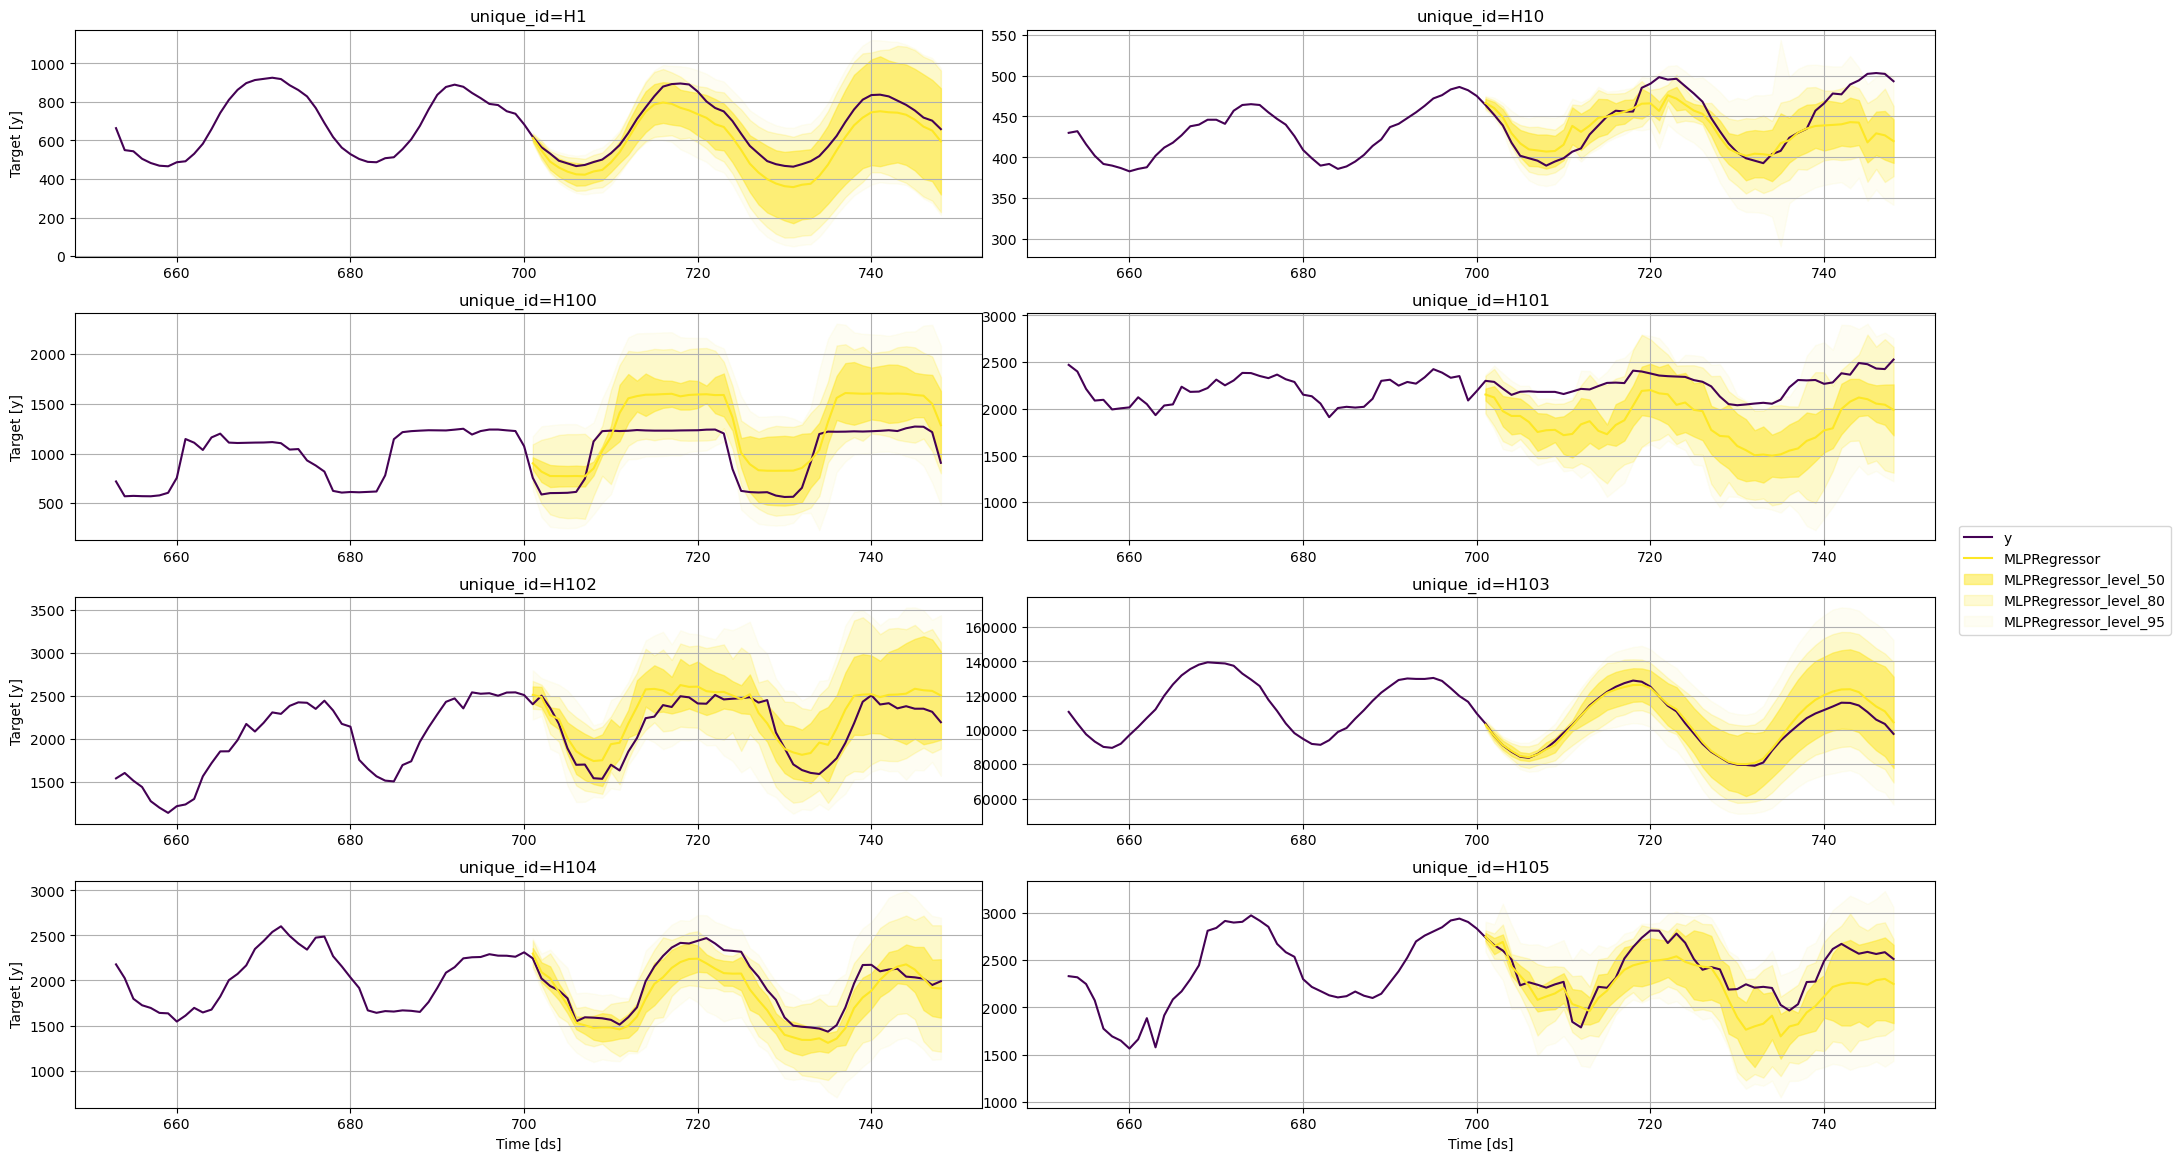 unique_id=H1
Target [y]
1000
800
600
400
200
0
660 680 700 720 740
unique_id=H10
550
500
450
400
350
300
660 680 700 720 740
unique_id=H100
Target [y]
2000
1500
1000
500
660 680 700 720 740
unique_id=H101
3000
2500
2000
1500
1000
660 680 700 720 740
unique_id=H102
Target [y]
3500
3000
2500
2000
1500
660 680 700 720 740
unique_id=H103
160000
140000
120000
100000
80000
60000
660 680 700 720 740
unique_id=H104
Target [y]
3000
2500
2000
1500
1000
660 680 700 720 740
Time [ds]
unique_id=H105
3000
2500
2000
1500
1000
660 680 700 720 740
Time [ds]
y
MLPRegressor
MLPRegressor_level_50
MLPRegressor_level_80
MLPRegressor_level_95